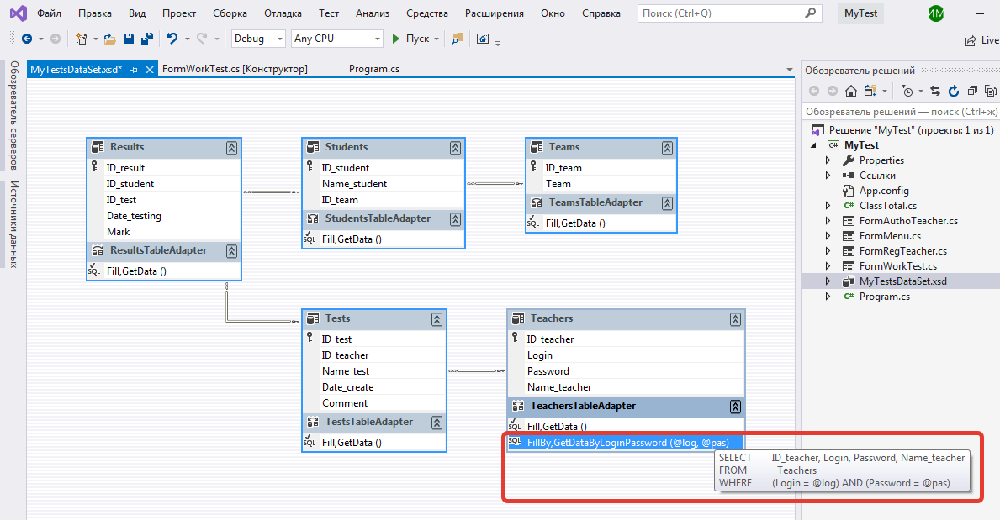 Файл Правка Вид Проект Сборка Отладка Тест Анализ Средства Расширения Окно Справка Поиск (Ctrl+Q) MyTest ИМ
Debug Any CPU Пуск Live
Обозреватель серверов
Источники данных
MyTestsDataSet.xsd* FormWorkTest.cs [Конструктор] Program.cs
Results
ID_result
ID_student
ID_test
Date_testing
Mark
ResultsTableAdapter
Fill,GetData ()
Students
ID_student
Name_student
ID_team
StudentsTableAdapter
Fill,GetData ()
Teams
ID_team
Team
TeamsTableAdapter
Fill,GetData ()
Tests
ID_test
ID_teacher
Name_test
Date_create
Comment
TestsTableAdapter
Fill,GetData ()
Teachers
ID_teacher
Login
Password
Name_teacher
TeachersTableAdapter
Fill,GetData ()
FillBy,GetDataByLoginPassword (@log, @pas)
SELECT ID_teacher, Login, Password, Name_teacher
FROM Teachers
WHERE (Login = @log) AND (Password = @pas)
Обозреватель решений
Обозреватель решений — поиск (Ctrl+ж)
Решение "MyTest" (проекты: 1 из 1)
C# MyTest
Properties
Ссылки
App.config
C# ClassTotal.cs
FormAuthoTeacher.cs
FormMenu.cs
FormRegTeacher.cs
FormWorkTest.cs
MyTestsDataSet.xsd
C# Program.cs